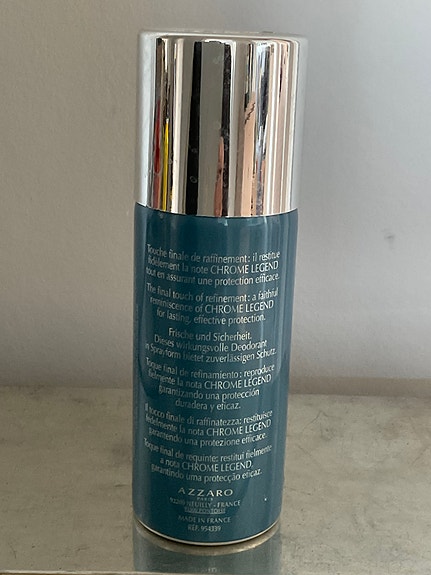 Touche finale de raffinement : il restitue
fidèlement la note CHROME LEGEND
tout en assurant une protection efficace.
The final touch of refinement : a faithful
reminiscence of CHROME LEGEND
for lasting, effective protection.
Frische und Sicherheit.
Dieses wirkungsvolle Deodorant
in Sprayform bietet zuverlässigen Schutz.
Toque final de refinamiento : reproduce
fielmente la nota CHROME LEGEND
garantizando una protección
duradera y eficaz.
Il tocco finale di raffinatezza: restituisce
fedelmente la nota CHROME LEGEND
garantendo una protezione efficace.
Toque final de requinte: restitui fielmente
a nota CHROME LEGEND,
garantindo uma protecção eficaz.
AZZARO
PARIS
92200 NEUILLY - FRANCE
MADE IN FRANCE
RÉF. 954339